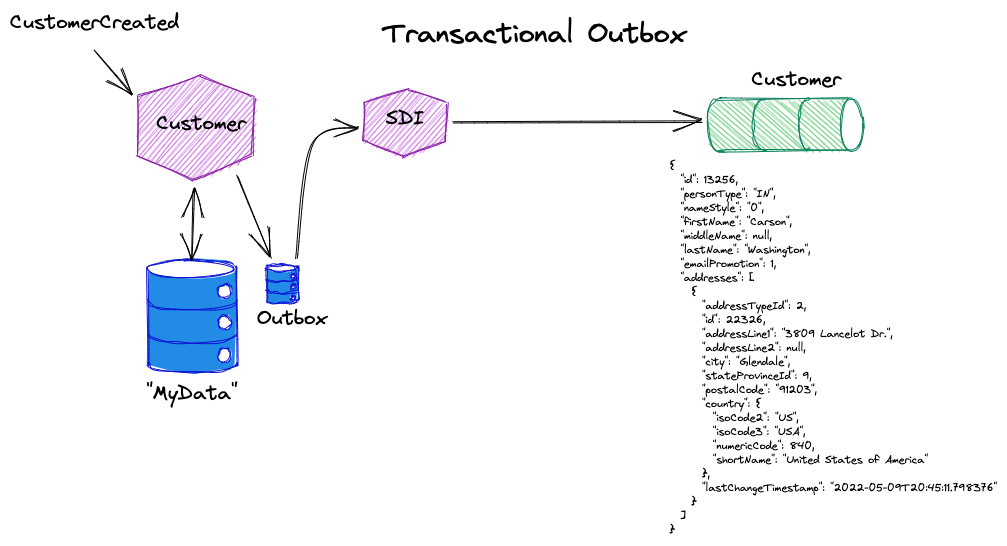 CustomerCreated
Transactional Outbox
Customer
SDI
Customer
Outbox
"MyData"
{
"id": 13256,
"personType": "IN",
"nameStyle": "0",
"firstName": "Carson",
"middleName": null,
"lastName": "Washington",
"emailPromotion": 1,
"addresses": [
{
"addressTypeId": 2,
"id": 22326,
"addressLine1": "3809 Lancelot Dr.",
"addressLine2": null,
"city": "Glendale",
"stateProvinceId": 9,
"postalCode": "91203",
"country": {
"isoCode2": "US",
"isoCode3": "USA",
"numericCode": 840,
"shortName": "United States of America"
},
"lastChangeTimestamp": "2022-05-09T20:45:11.798376"
}
]
}